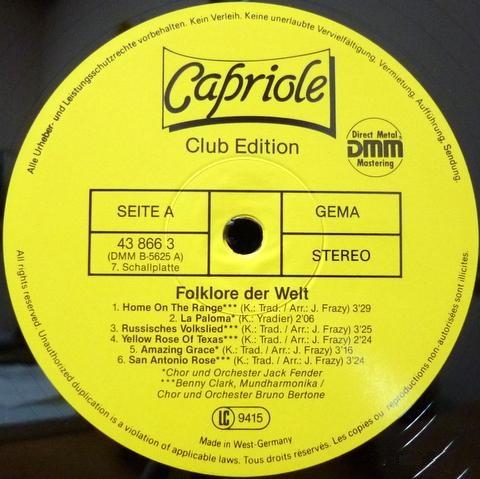 Alle Urheber- und Leistungsschutzrechte vorbehalten. Kein Verleih. Keine unerlaubte Vervielfältigung, Vermietung, Aufführung, Sendung.
Capriole
Club Edition
Direct Metal
DMM
Mastering
SEITE A
GEMA
43 866 3
(DMM B-5625 A)
7. Schallplatte
STEREO
Folklore der Welt
1. Home On The Range*** (K.: Trad. / Arr.: J. Frazy) 3'29
2. La Paloma* (K.: Yradier) 2'06
3. Russisches Volkslied*** (K.: Trad. / Arr.: J. Frazy) 3'25
4. Yellow Rose Of Texas*** (K.: Trad. / Arr.: J. Frazy) 2'24
5. Amazing Grace* (K.: Trad. / Arr.: J. Frazy) 3'16
6. San Antonio Rose*** (K.: Trad. / Arr.: J. Frazy) 3'24
*Chor und Orchester Jack Fender
***Benny Clark, Mundharmonika /
Chor und Orchester Bruno Bertone
LC 9415
Made in West-Germany
All rights reserved. Unauthorized duplication is a violation of applicable laws. Tous droits réservés. Les copies ou reproductions non autorisées sont illicites.